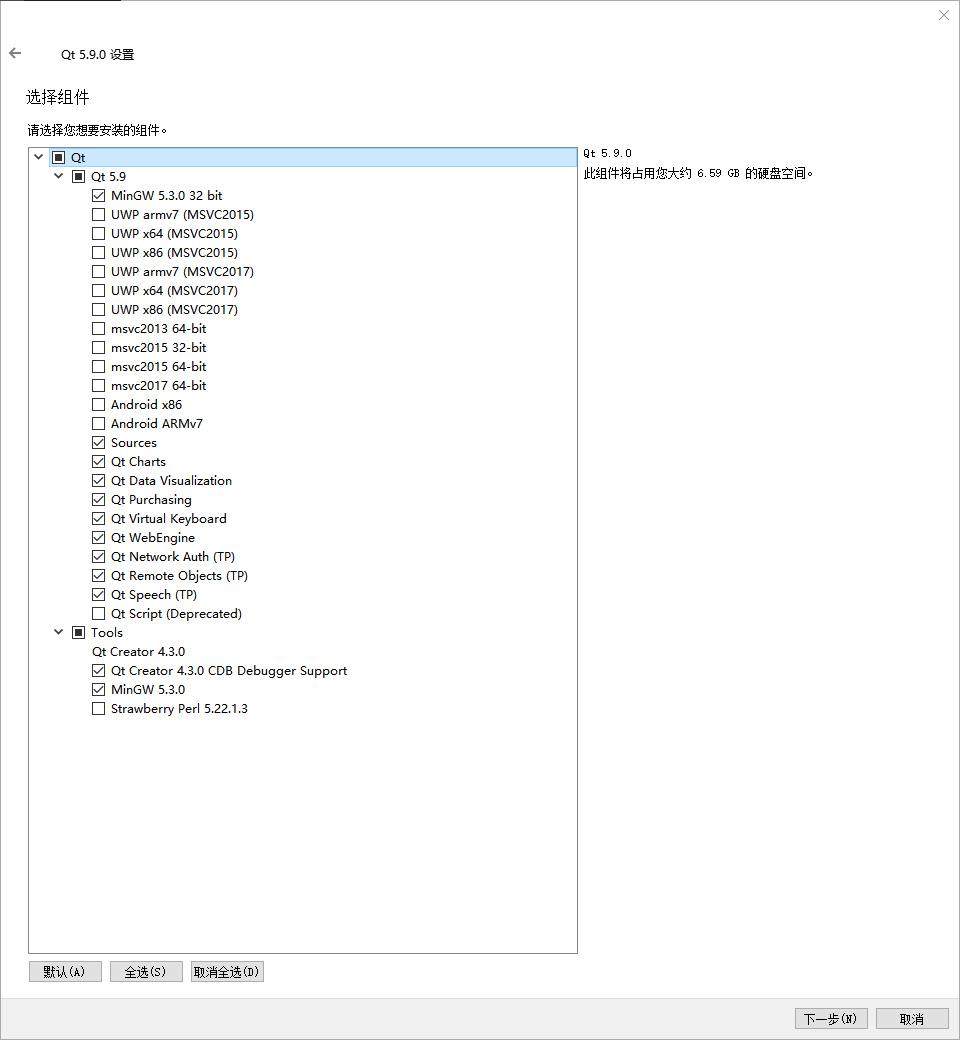 Qt 5.9.0 设置
选择组件
请选择您想要安装的组件。
Qt
Qt 5.9
MinGW 5.3.0 32 bit
UWP armv7 (MSVC2015)
UWP x64 (MSVC2015)
UWP x86 (MSVC2015)
UWP armv7 (MSVC2017)
UWP x64 (MSVC2017)
UWP x86 (MSVC2017)
msvc2013 64-bit
msvc2015 32-bit
msvc2015 64-bit
msvc2017 64-bit
Android x86
Android ARMv7
Sources
Qt Charts
Qt Data Visualization
Qt Purchasing
Qt Virtual Keyboard
Qt WebEngine
Qt Network Auth (TP)
Qt Remote Objects (TP)
Qt Speech (TP)
Qt Script (Deprecated)
Tools
Qt Creator 4.3.0
Qt Creator 4.3.0 CDB Debugger Support
MinGW 5.3.0
Strawberry Perl 5.22.1.3
Qt 5.9.0
此组件将占用您大约 6.59 GB 的硬盘空间。
默认(A)
全选(S)
取消全选(D)
下一步(N)
取消